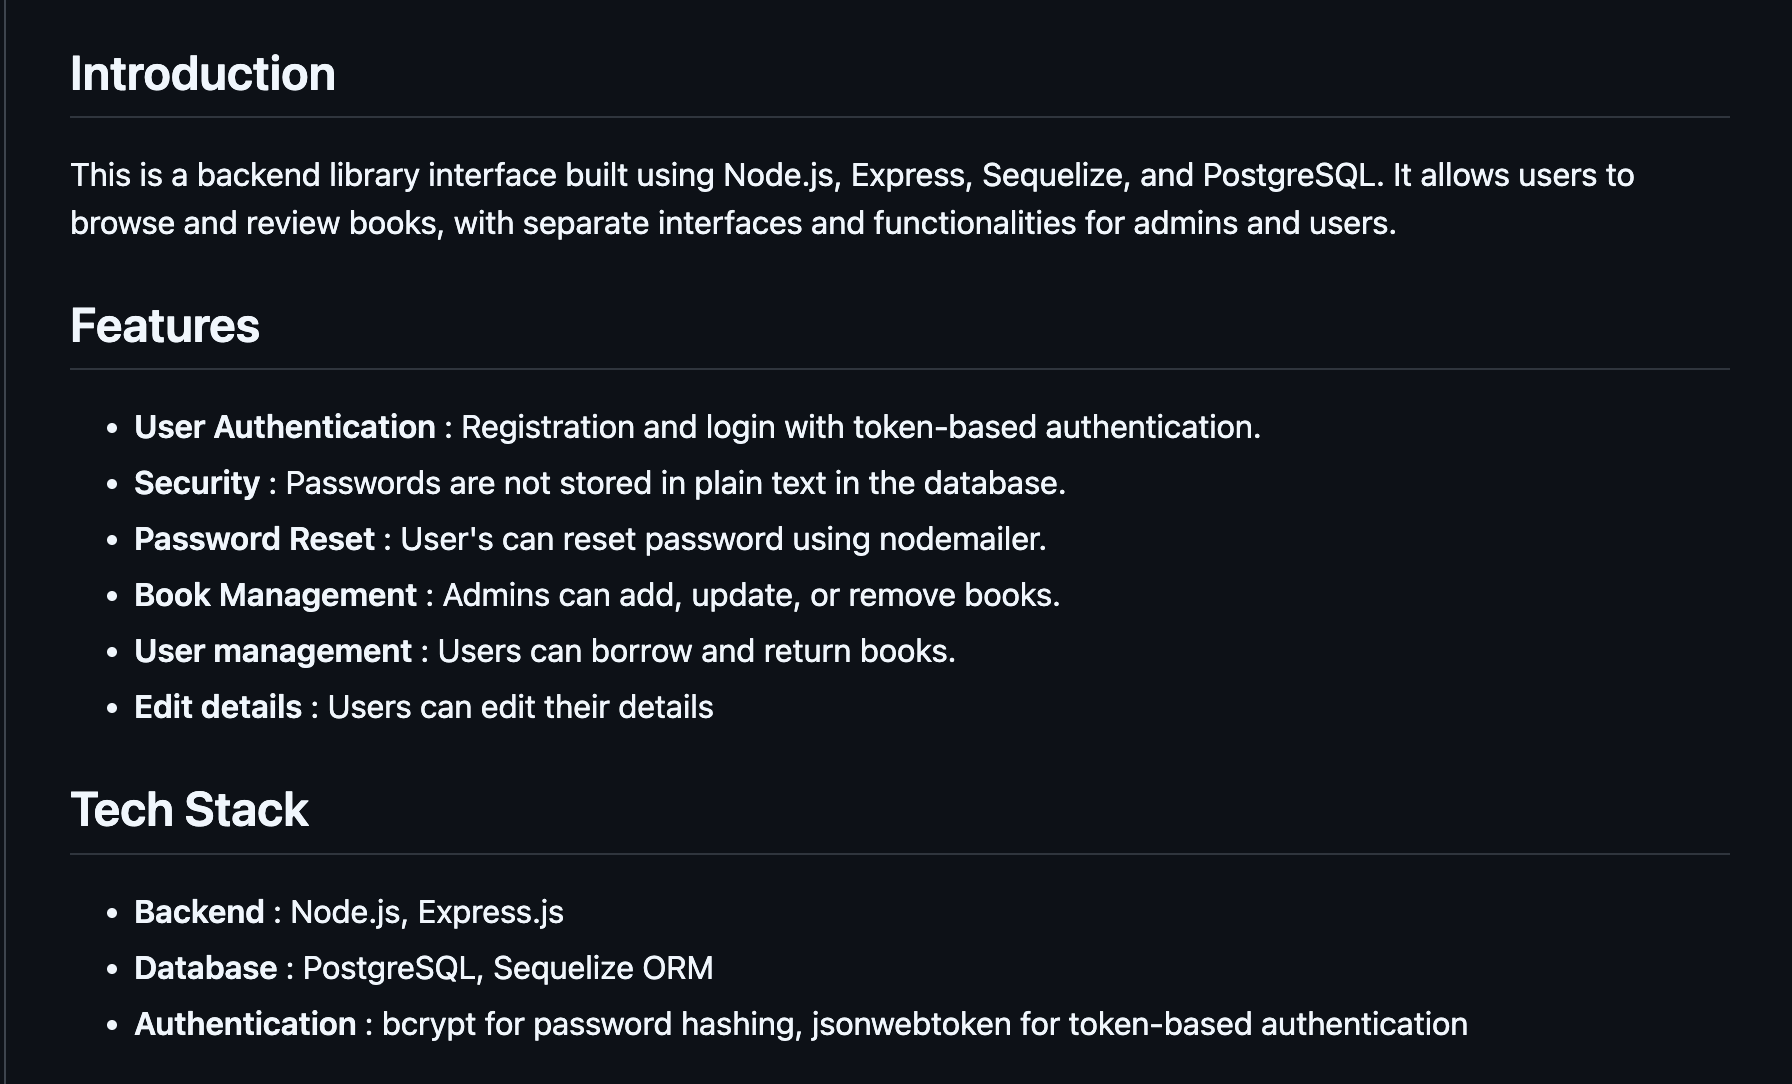 Introduction
This is a backend library interface built using Node.js, Express, Sequelize, and PostgreSQL. It allows users to
browse and review books, with separate interfaces and functionalities for admins and users.
Features
• User Authentication : Registration and login with token-based authentication.
• Security : Passwords are not stored in plain text in the database.
• Password Reset : User's can reset password using nodemailer.
• Book Management : Admins can add, update, or remove books.
• User management : Users can borrow and return books.
• Edit details : Users can edit their details
Tech Stack
• Backend : Node.js, Express.js
• Database : PostgreSQL, Sequelize ORM
• Authentication : bcrypt for password hashing, jsonwebtoken for token-based authentication